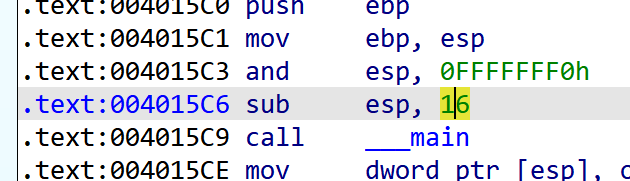 .text:004015C0 push ebp
.text:004015C1 mov ebp, esp
.text:004015C3 and esp, 0FFFFFFF0h
.text:004015C6 sub esp, 16
.text:004015C9 call ___main
.text:004015CE mov dword ptr [esp],